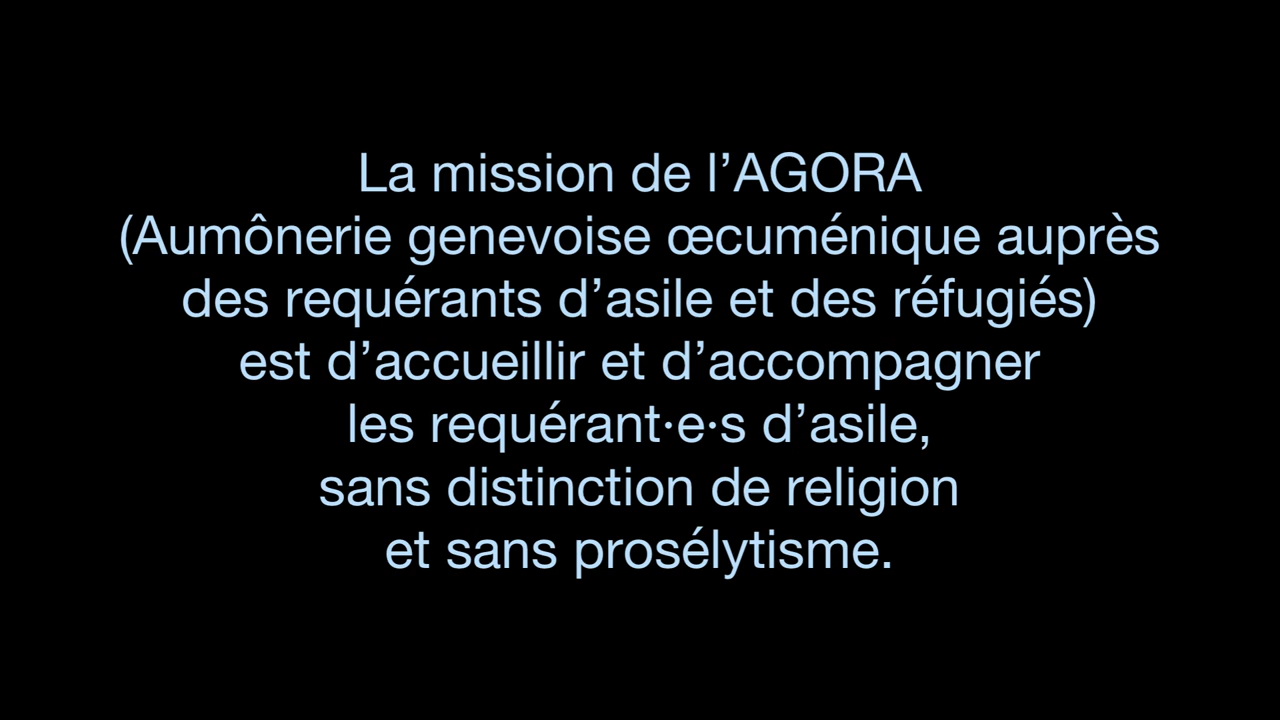 La mission de l’AGORA
(Aumônerie genevoise œcuménique auprès
des requérants d’asile et des réfugiés)
est d’accueillir et d’accompagner
les requérant·e·s d’asile,
sans distinction de religion
et sans prosélytisme.